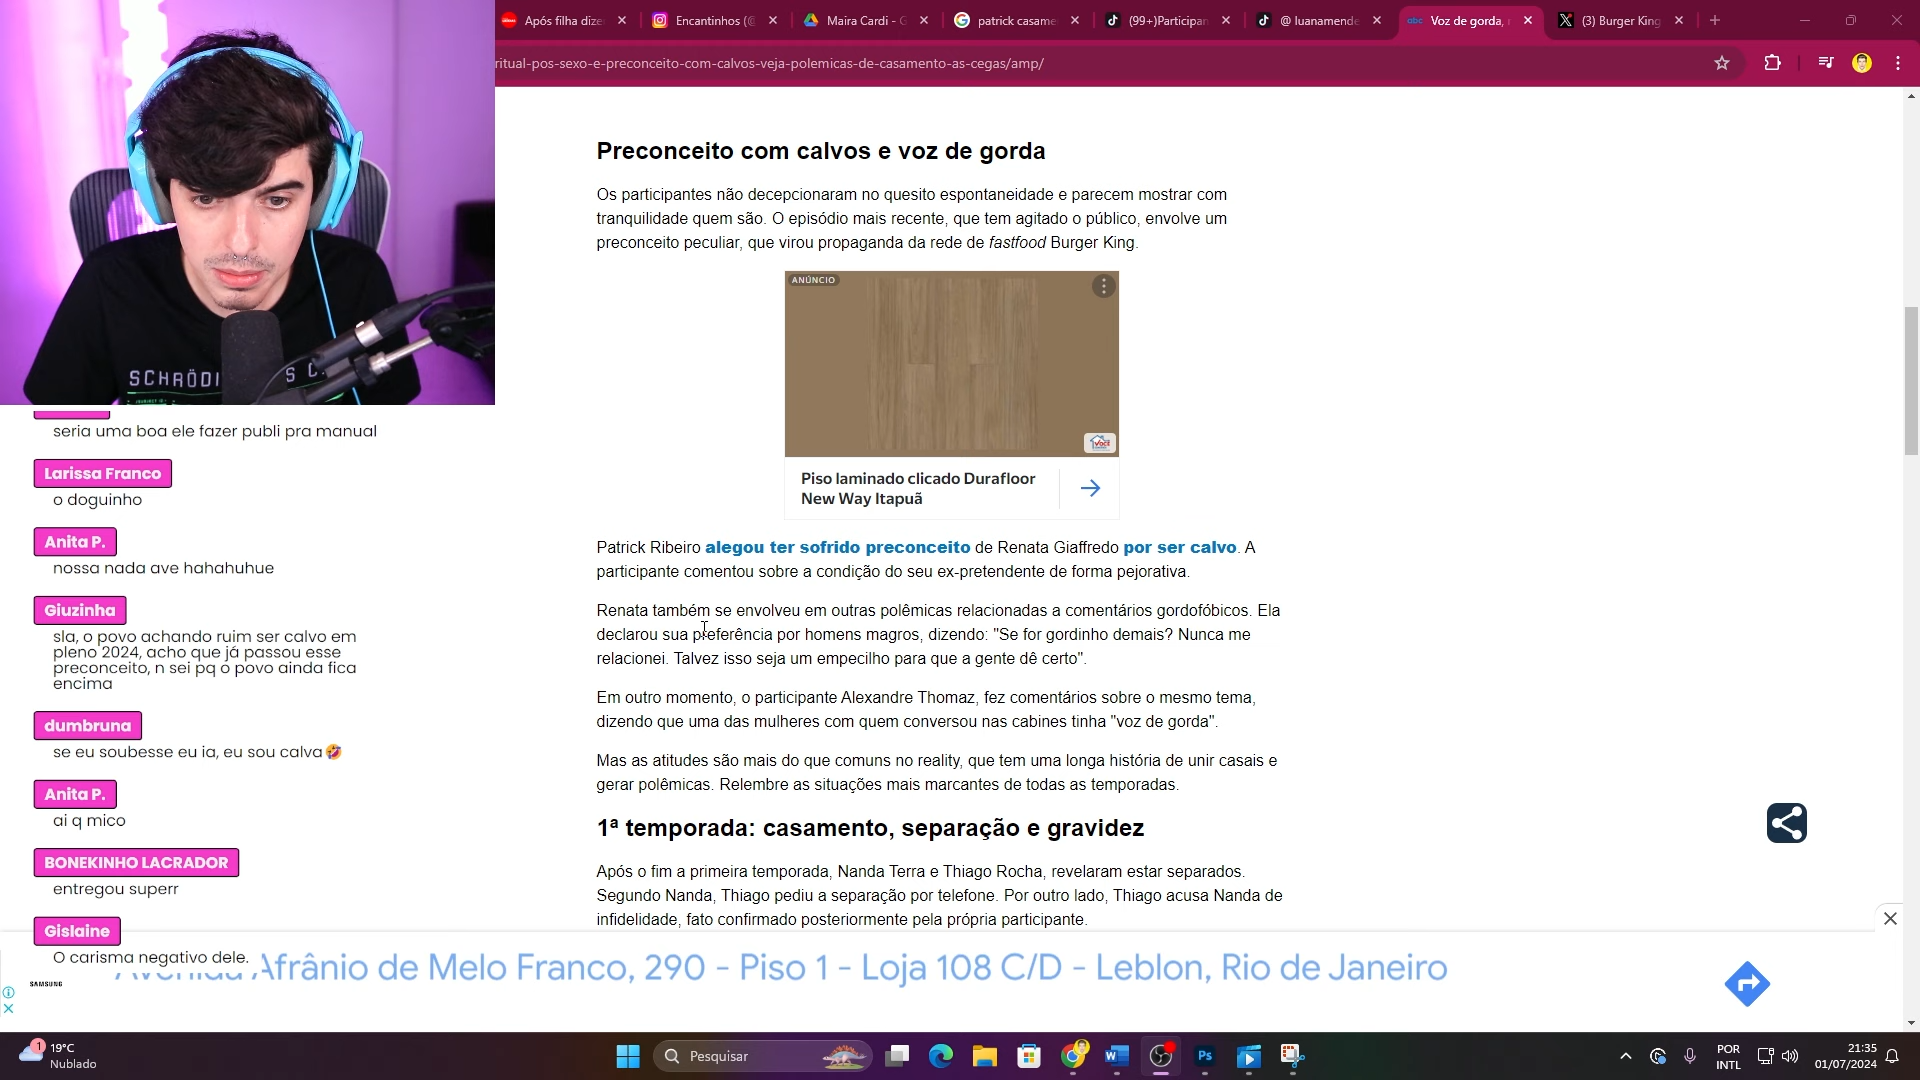 Após filha dize
Encantinhos (@
Maira Cardi - G
patrick casame
(99+)Participan
@luanamende
abc
Voz de gorda,
(3) Burger King
ritual-pos-sexo-e-preconceito-com-calvos-veja-polemicas-de-casamento-as-cegas/amp/
SCHRÖDI
S C
Preconceito com calvos e voz de gorda
Os participantes não decepcionaram no quesito espontaneidade e parecem mostrar com
tranquilidade quem são. O episódio mais recente, que tem agitado o público, envolve um
preconceito peculiar, que virou propaganda da rede de fastfood Burger King.
ANÚNCIO
Piso laminado clicado Durafloor
New Way Itapuã
Patrick Ribeiro alegou ter sofrido preconceito de Renata Giaffredo por ser calvo. A
participante comentou sobre a condição do seu ex-pretendente de forma pejorativa.
Renata também se envolveu em outras polêmicas relacionadas a comentários gordofóbicos. Ela
declarou sua preferência por homens magros, dizendo: "Se for gordinho demais? Nunca me
relacionei. Talvez isso seja um empecilho para que a gente dê certo".
Em outro momento, o participante Alexandre Thomaz, fez comentários sobre o mesmo tema,
dizendo que uma das mulheres com quem conversou nas cabines tinha "voz de gorda".
Mas as atitudes são mais do que comuns no reality, que tem uma longa história de unir casais e
gerar polêmicas. Relembre as situações mais marcantes de todas as temporadas.
1ª temporada: casamento, separação e gravidez
Após o fim a primeira temporada, Nanda Terra e Thiago Rocha, revelaram estar separados.
Segundo Nanda, Thiago pediu a separação por telefone. Por outro lado, Thiago acusa Nanda de
infidelidade, fato confirmado posteriormente pela própria participante.
seria uma boa ele fazer publi pra manual
Larissa Franco
o doguinho
Anita P.
nossa nada ave hahahuhue
Giuzinha
sla, o povo achando ruim ser calvo em
pleno 2024, acho que já passou esse
preconceito, n sei pq o povo ainda fica
encima
dumbruna
se eu soubesse eu ia, eu sou calva🤣
Anita P.
ai q mico
BONEKINHO LACRADOR
entregou superr
Gislaine
O carisma negativo dele.
SAMSUNG
Avenida Afrânio de Melo Franco, 290 - Piso 1 - Loja 108 C/D - Leblon, Rio de Janeiro
1
19°C
Nublado
Pesquisar
W
Ps
POR
INTL
21:35
01/07/2024